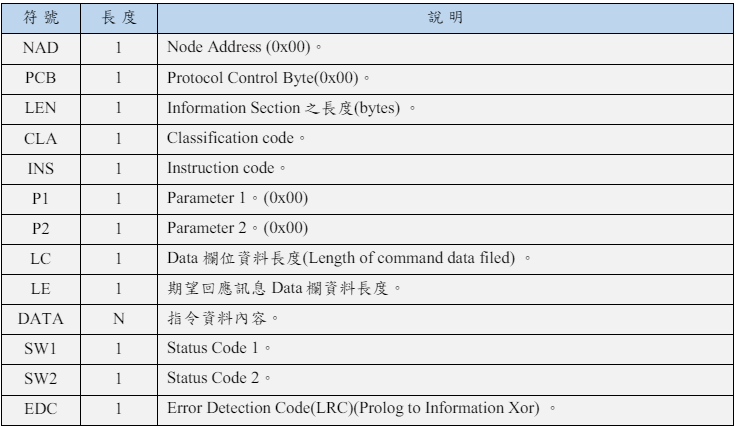 符 號 長 度 說 明
NAD 1 Node Address (0x00)。
PCB 1 Protocol Control Byte(0x00)。
LEN 1 Information Section 之長度(bytes) 。
CLA 1 Classification code。
INS 1 Instruction code。
P1 1 Parameter 1。(0x00)
P2 1 Parameter 2。(0x00)
LC 1 Data 欄位資料長度(Length of command data filed) 。
LE 1 期望回應訊息 Data 欄資料長度。
DATA N 指令資料內容。
SW1 1 Status Code 1。
SW2 1 Status Code 2。
EDC 1 Error Detection Code(LRC)(Prolog to Information Xor) 。